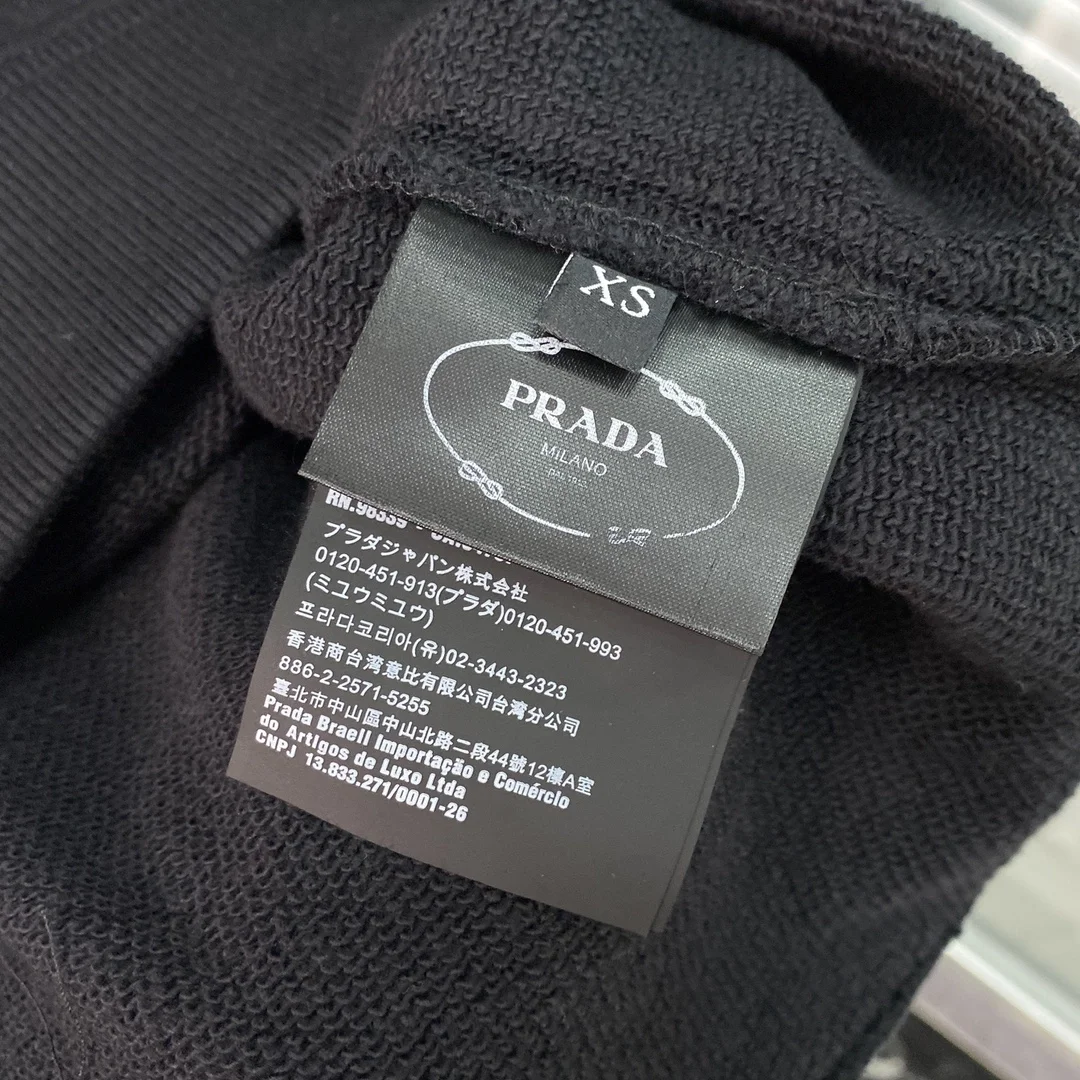 XS
PRADA
MILANO
プラダジャパン株式会社
0120-451-913(プラダ)0120-451-993
(ミユウミユウ)
프라다코리아(유)02-3443-2323
香港商台湾意比有限公司台湾分公司
886-2-2571-5255
臺北市中山區中山北路二段44號12樓A室
Prada Braeil Importação e Comércio
do Artigos de Luxo Ltda
CNPJ 13.833.271/0001-26